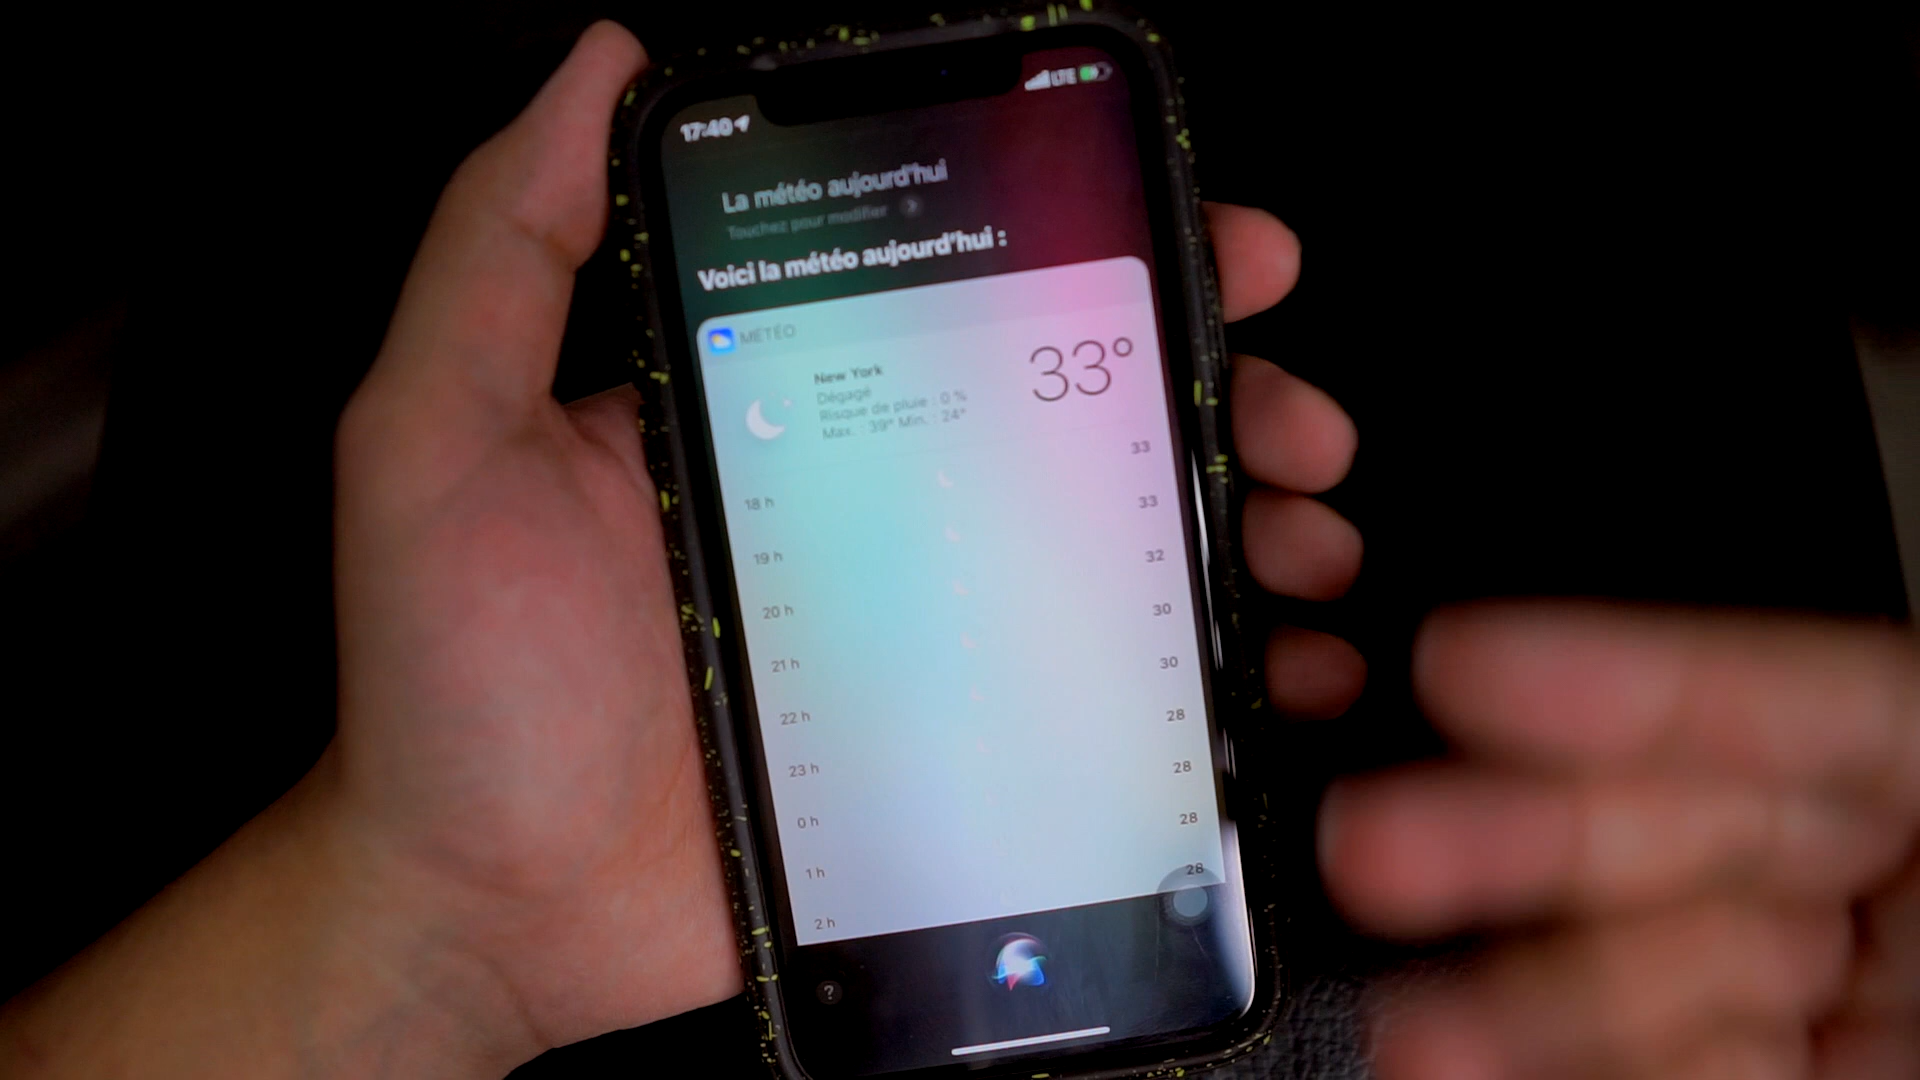 17:40 LTE
La météo aujourd'hui
Touchez pour modifier
Voici la météo aujourd'hui :
MÉTÉO
New York
Dégagé
Risque de pluie : 0 %
Max. : 39° Min. : 24°
33°
33
18 h 33
19 h 32
20 h 30
21 h 30
22 h 28
23 h 28
0 h 28
1 h 28
2 h
?